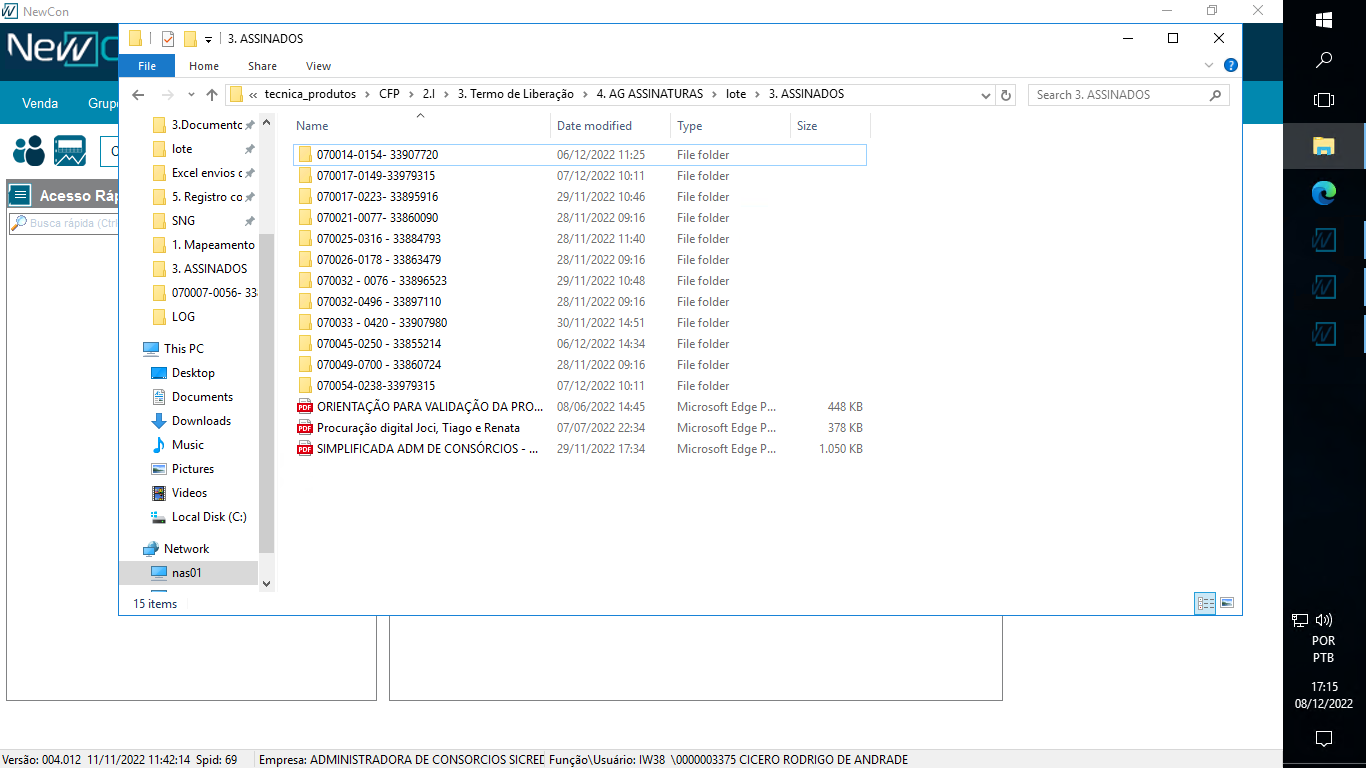 NewCon
NewC
Venda Grupo
Acesso Ráp
Busca rápida (Ctrl
3. ASSINADOS
File Home Share View
« tecnica_produtos > CFP > 2.I > 3. Termo de Liberação > 4. AG ASSINATURAS > lote > 3. ASSINADOS
Search 3. ASSINADOS
3.Documento
lote
Excel envios c
5. Registro co
SNG
1. Mapeamento
3. ASSINADOS
070007-0056- 33
LOG
This PC
Desktop
Documents
Downloads
Music
Pictures
Videos
Local Disk (C:)
Network
nas01
Name Date modified Type Size
070014-0154- 33907720 06/12/2022 11:25 File folder
070017-0149-33979315 07/12/2022 10:11 File folder
070017-0223- 33895916 29/11/2022 10:46 File folder
070021-0077- 33860090 28/11/2022 09:16 File folder
070025-0316 - 33884793 28/11/2022 11:40 File folder
070026-0178 - 33863479 28/11/2022 09:16 File folder
070032 - 0076 - 33896523 29/11/2022 10:48 File folder
070032-0496 - 33897110 28/11/2022 09:16 File folder
070033 - 0420 - 33907980 30/11/2022 14:51 File folder
070045-0250 - 33855214 06/12/2022 14:34 File folder
070049-0700 - 33860724 28/11/2022 09:16 File folder
070054-0238-33979315 07/12/2022 10:11 File folder
ORIENTAÇÃO PARA VALIDAÇÃO DA PRO... 08/06/2022 14:45 Microsoft Edge P... 448 KB
Procuração digital Joci, Tiago e Renata 07/07/2022 22:34 Microsoft Edge P... 378 KB
SIMPLIFICADA ADM DE CONSÓRCIOS - ... 29/11/2022 17:34 Microsoft Edge P... 1.050 KB
15 items
POR
PTB
17:15
08/12/2022
Versão: 004.012 11/11/2022 11:42:14 Spid: 69 Empresa: ADMINISTRADORA DE CONSORCIOS SICRED Função\Usuário: IW38 \0000003375 CICERO RODRIGO DE ANDRADE